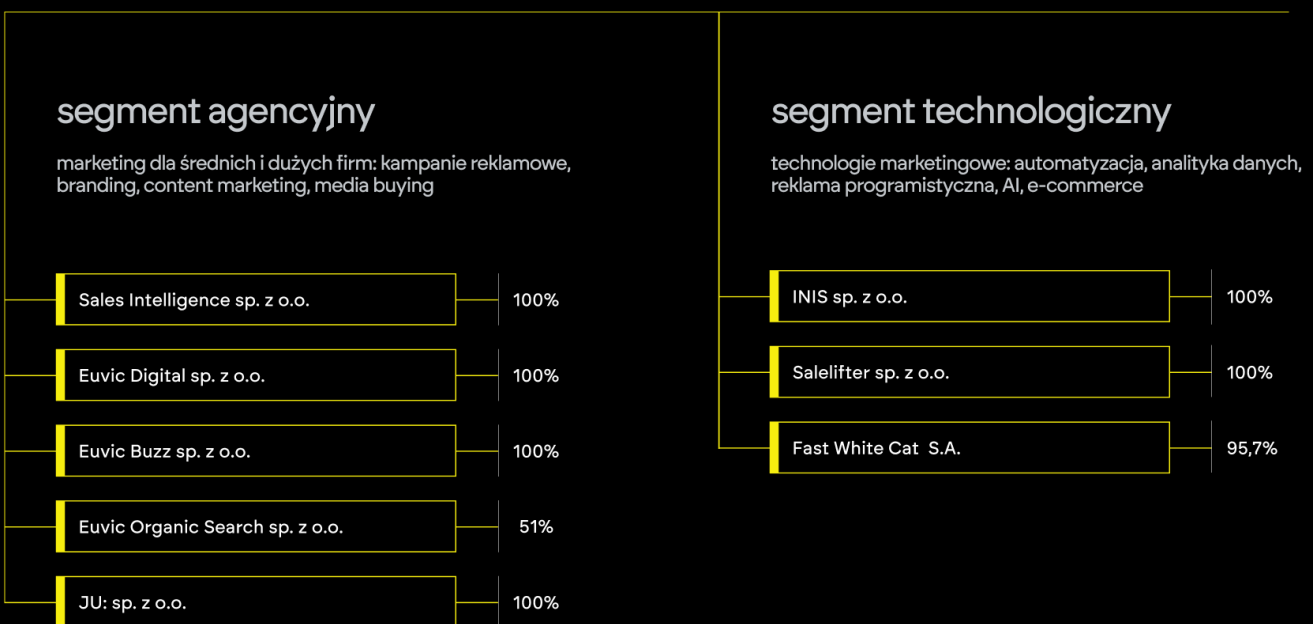 segment agencyjny
marketing dla średnich i dużych firm: kampanie reklamowe,
branding, content marketing, media buying
Sales Intelligence sp. z o.o. 100%
Euvic Digital sp. z o.o. 100%
Euvic Buzz sp. z o.o. 100%
Euvic Organic Search sp. z o.o. 51%
JU: sp. z o.o. 100%
segment technologiczny
technologie marketingowe: automatyzacja, analityka danych,
reklama programistyczna, AI, e-commerce
INIS sp. z o.o. 100%
Salelifter sp. z o.o. 100%
Fast White Cat S.A. 95,7%